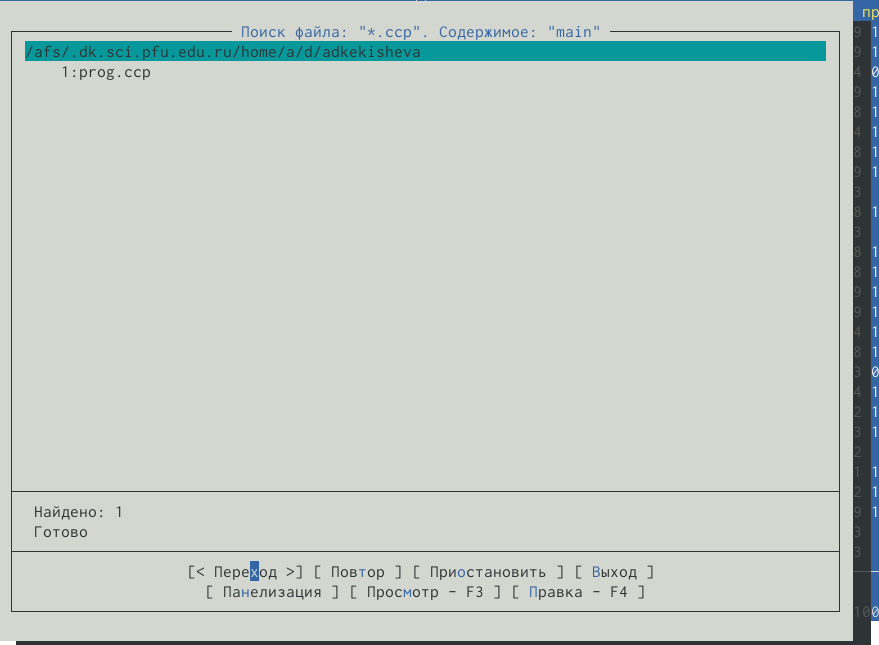 Поиск файла: "*.ccp". Содержимое: "main"
/afs/.dk.sci.pfu.edu.ru/home/a/d/adkekisheva
1:prog.ccp
Найдено: 1
Готово
[< Переход >] [ Повтор ] [ Приостановить ] [ Выход ]
[ Панелизация ] [ Просмотр - F3 ] [ Правка - F4 ]